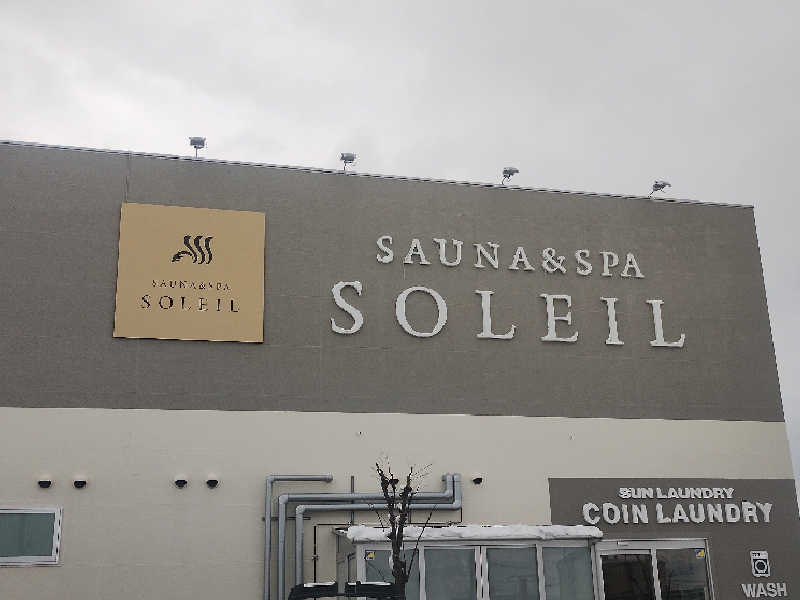 SAUNA&SPA
SOLEIL
SAUNA&SPA
SOLEIL
SUN LAUNDRY
COIN LAUNDRY
WASH